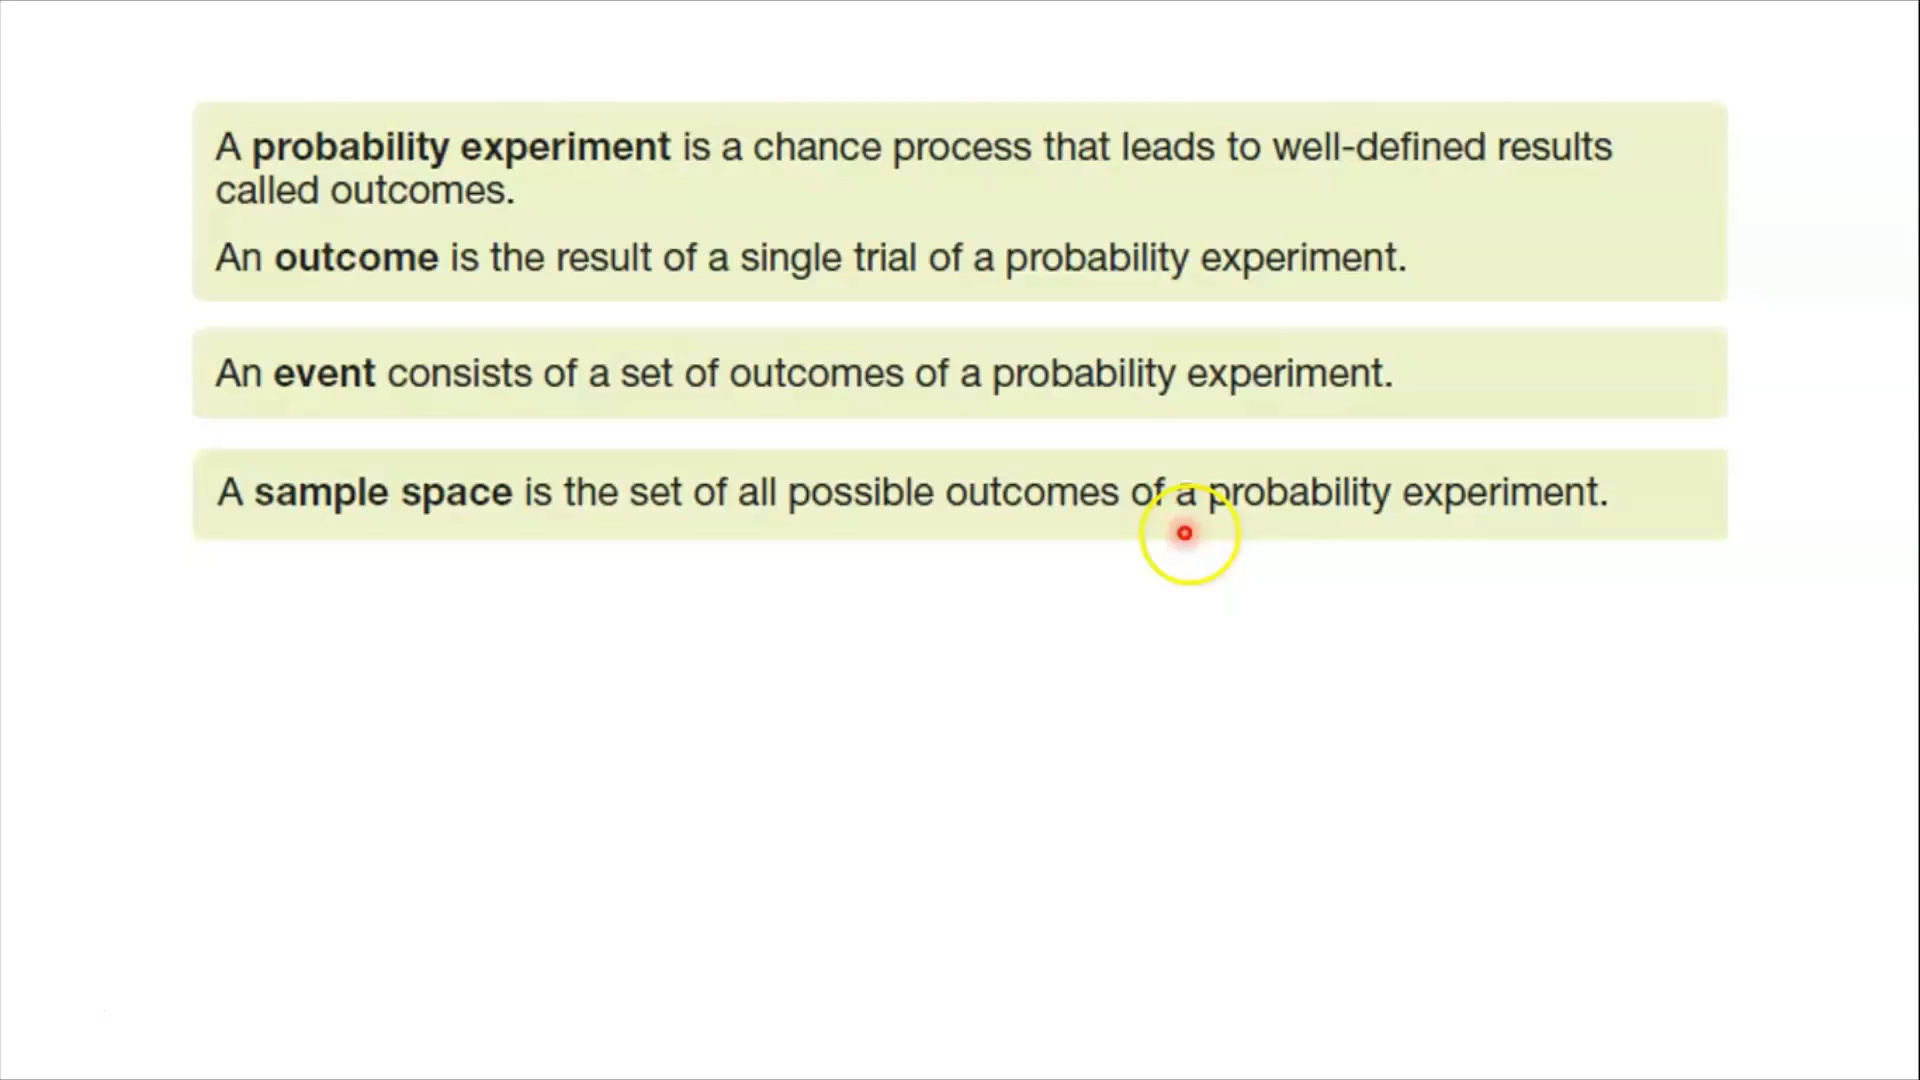 A probability experiment is a chance process that leads to well-defined results
called outcomes.
An outcome is the result of a single trial of a probability experiment.
An event consists of a set of outcomes of a probability experiment.
A sample space is the set of all possible outcomes of a probability experiment.